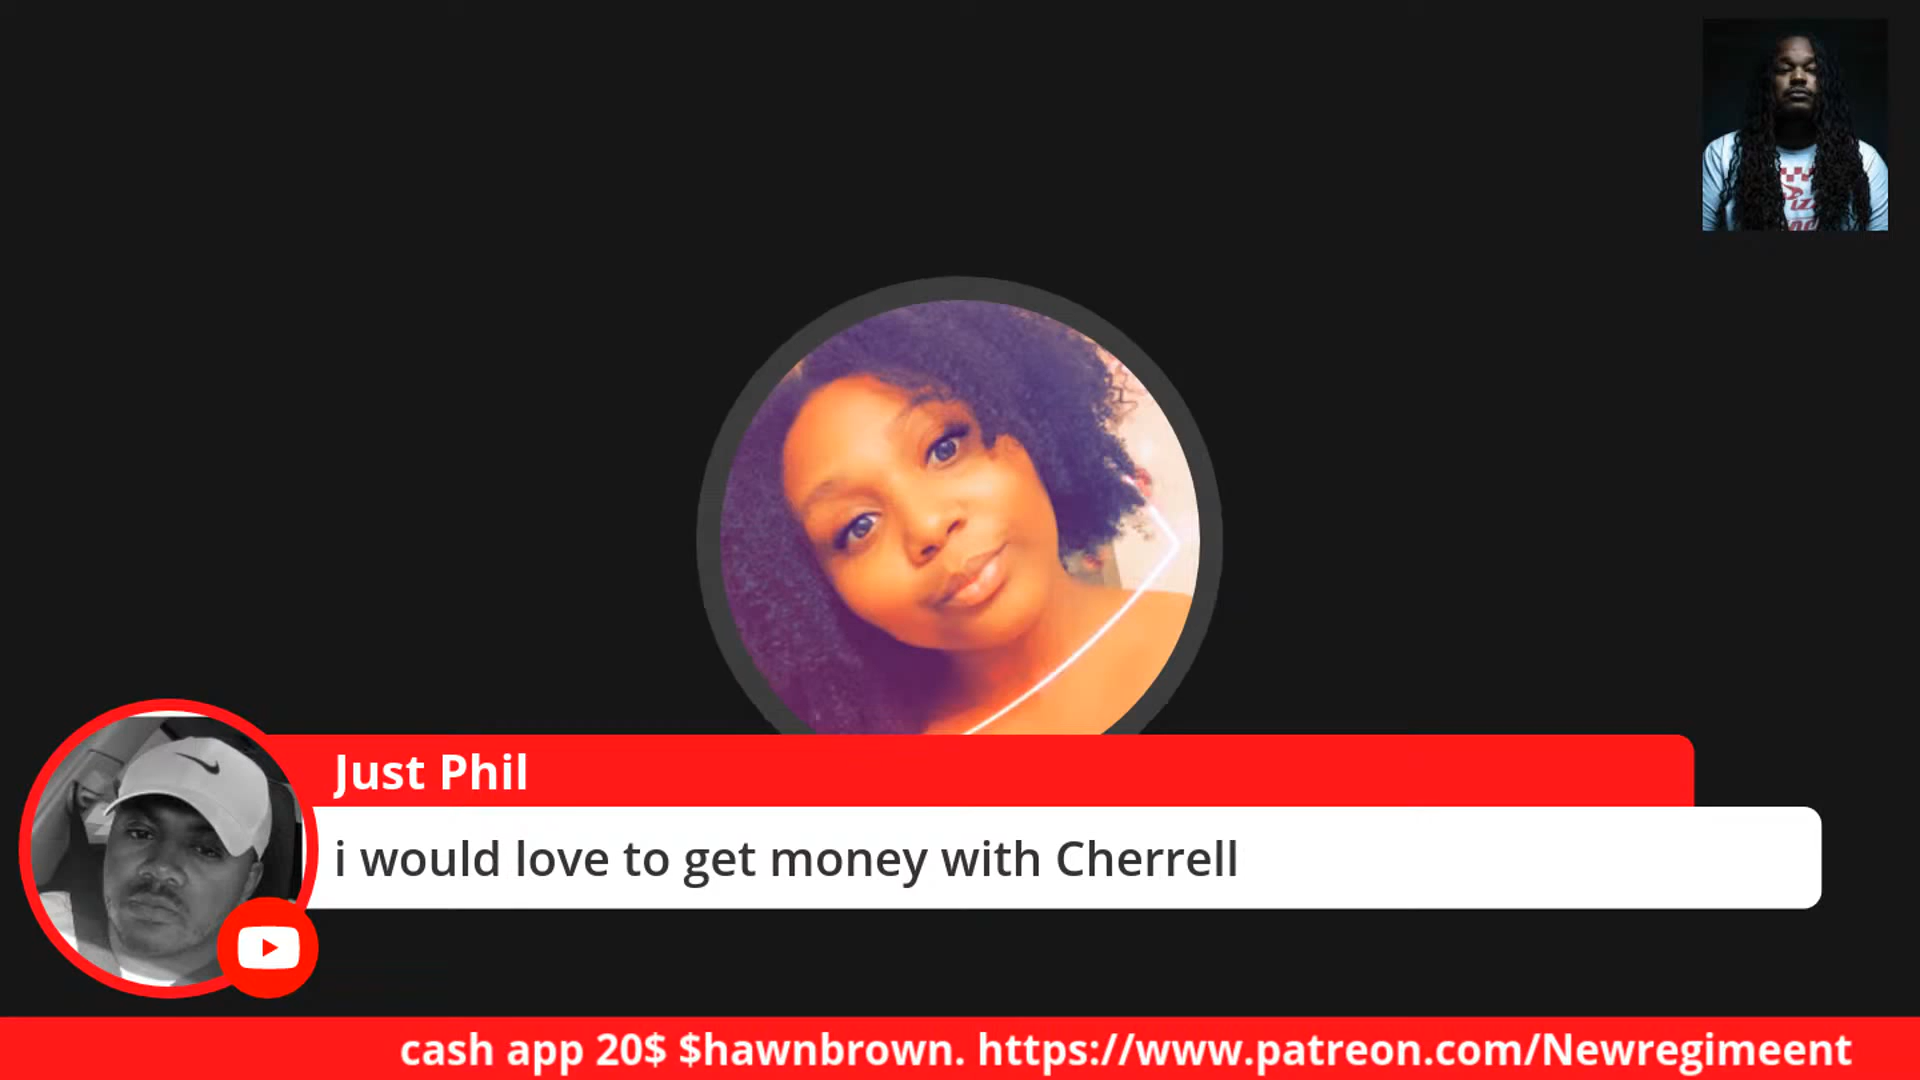 Just Phil
i would love to get money with Cherrell
cash app 20$ $hawnbrown. https://www.patreon.com/Newregimeent